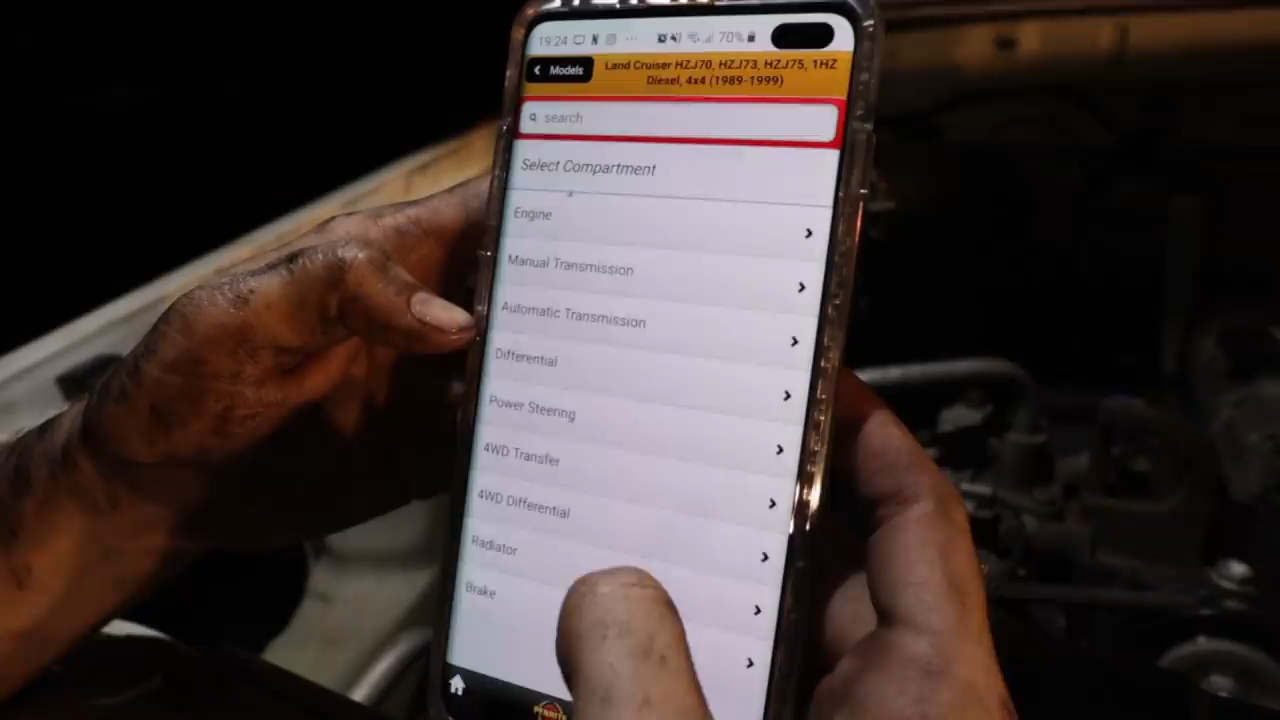 19:24 ... 70%
Models
Land Cruiser HZJ70, HZJ73, HZJ75, 1HZ
Diesel, 4x4 (1989-1999)
search
Select Compartment
Engine
Manual Transmission
Automatic Transmission
Differential
Power Steering
4WD Transfer
4WD Differential
Radiator
Brake
PENRITE